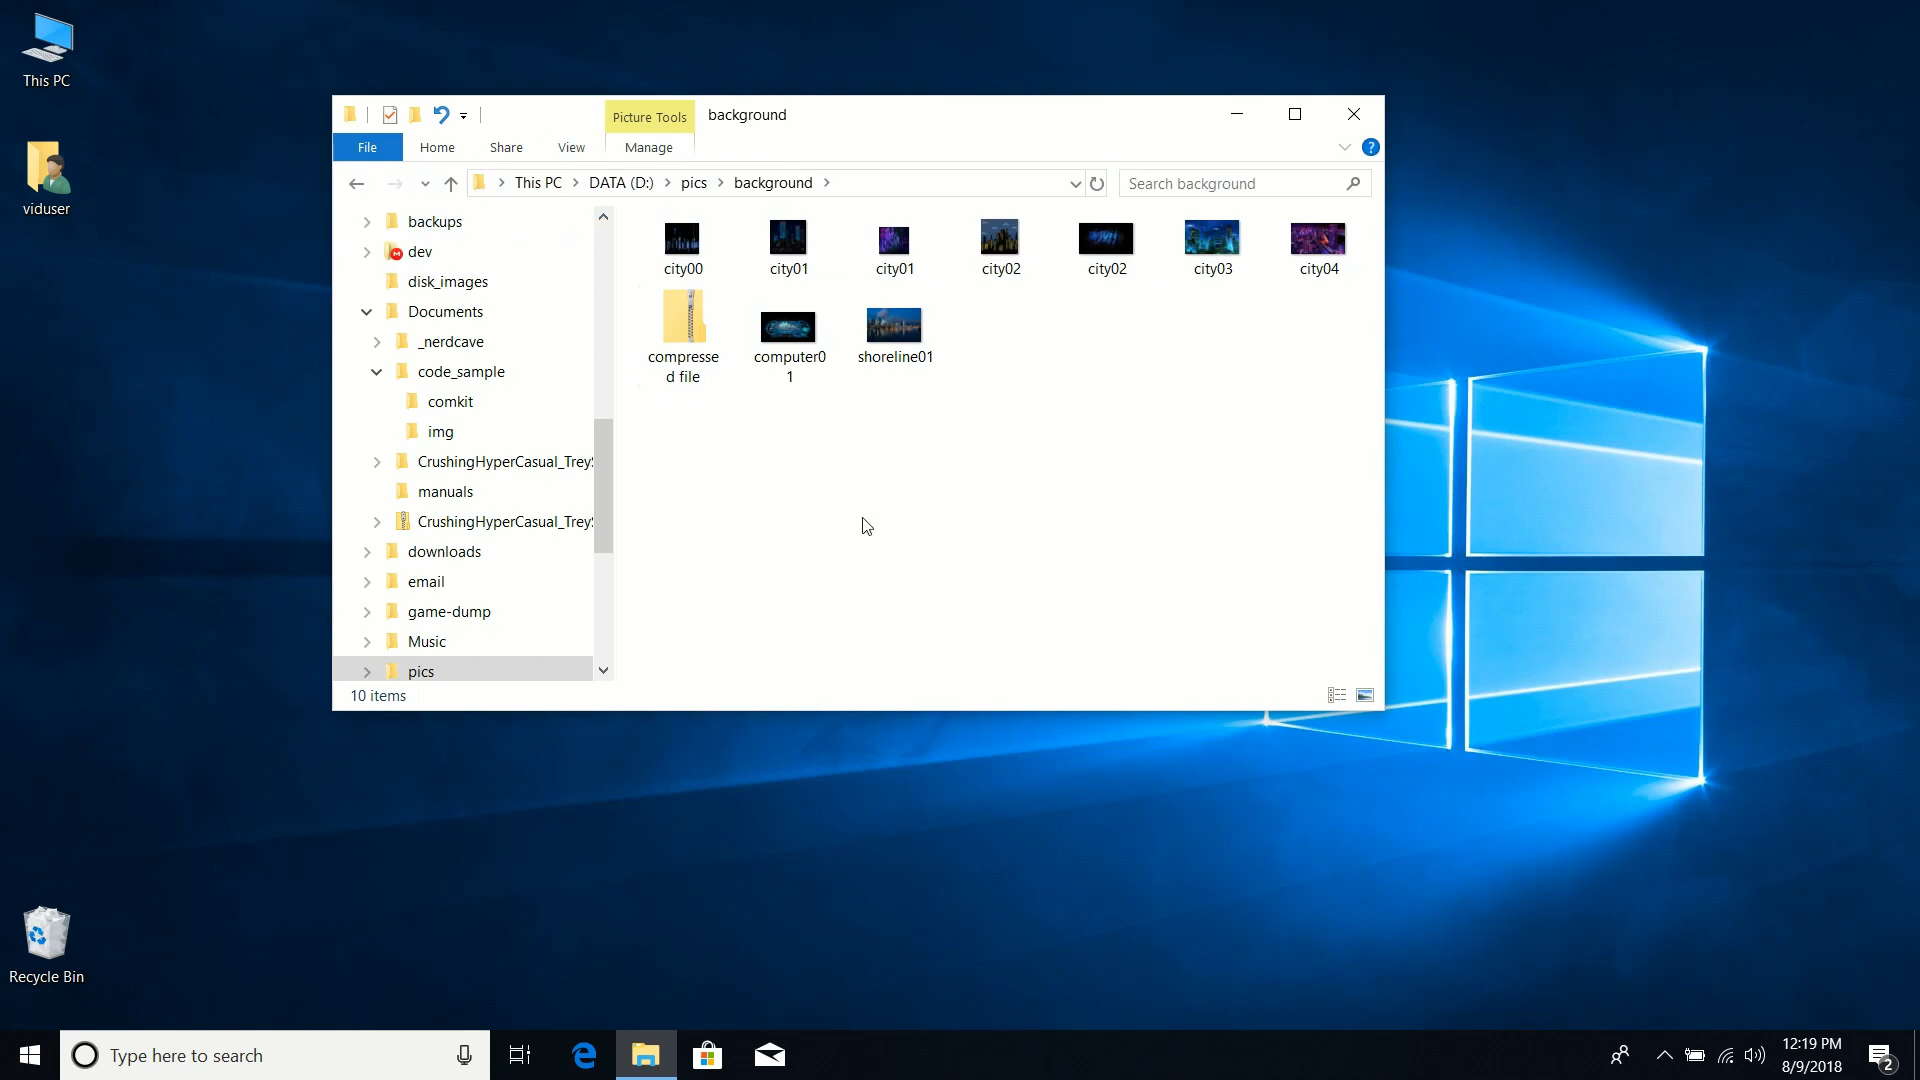 This PC
viduser
Recycle Bin
Picture Tools
background
File
Home
Share
View
Manage
?
This PC
DATA (D:)
pics
background
Search background
backups
dev
disk_images
Documents
_nerdcave
code_sample
comkit
img
CrushingHyperCasual_Trey
manuals
CrushingHyperCasual_Trey
downloads
email
game-dump
Music
pics
city00
city01
city01
city02
city02
city03
city04
compresse
d file
computer0
1
shoreline01
10 items
Type here to search
12:19 PM
8/9/2018
2